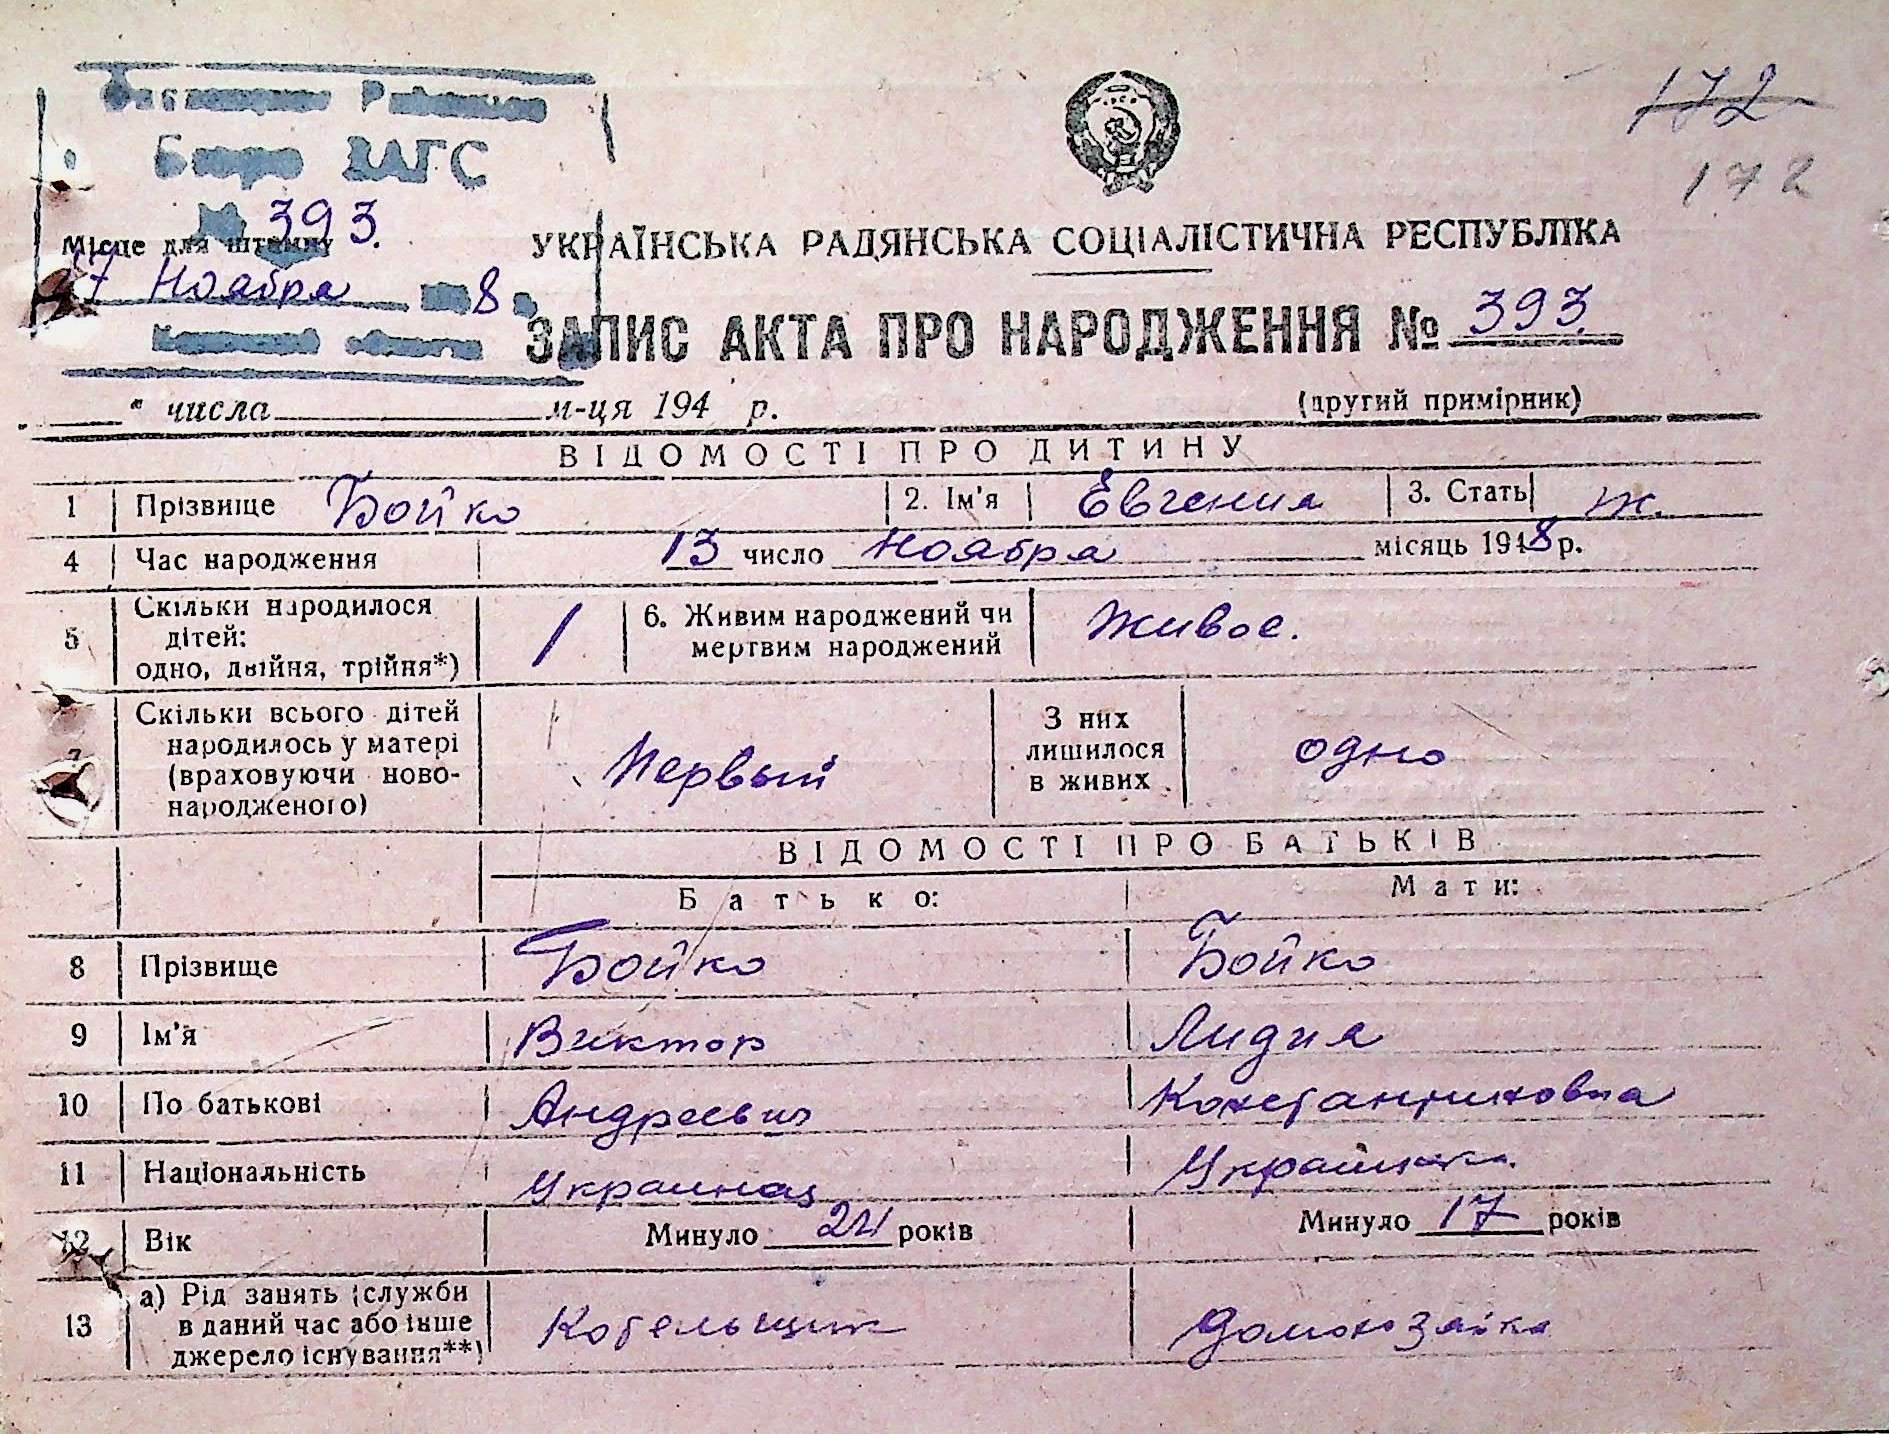 172
172
Бюро ЗАГС
№ 393.
Місце для штампу
17 Ноября 8
УКРАЇНСЬКА РАДЯНСЬКА СОЦІАЛІСТИЧНА РЕСПУБЛІКА
ЗАПИС АКТА ПРО НАРОДЖЕННЯ № 393.
" числа м-ця 194 р.
(другий примірник)
ВІДОМОСТІ ПРО ДИТИНУ
1 Прізвище Бойко 2. Ім'я Евгения 3. Стать ж.
4 Час народження 13 число Ноября місяць 1948 р.
5 Скільки народилося дітей: одно, двійня, трійня*) 1 6. Живим народжений чи мертвим народжений Живое.
7 Скільки всього дітей народилось у матері (враховуючи новонародженого) Первый З них лишилося в живих одно
ВІДОМОСТІ ПРО БАТЬКІВ
Батько: Мати:
8 Прізвище Бойко Бойко
9 Ім'я Виктор Лидия
10 По батькові Андреевич Константиновна
11 Національність Украинец Украинка.
12 Вік Минуло 24 років Минуло 17 років
13 а) Рід занять (служби в даний час або інше джерело існування**) Котельщик Домохозяйка